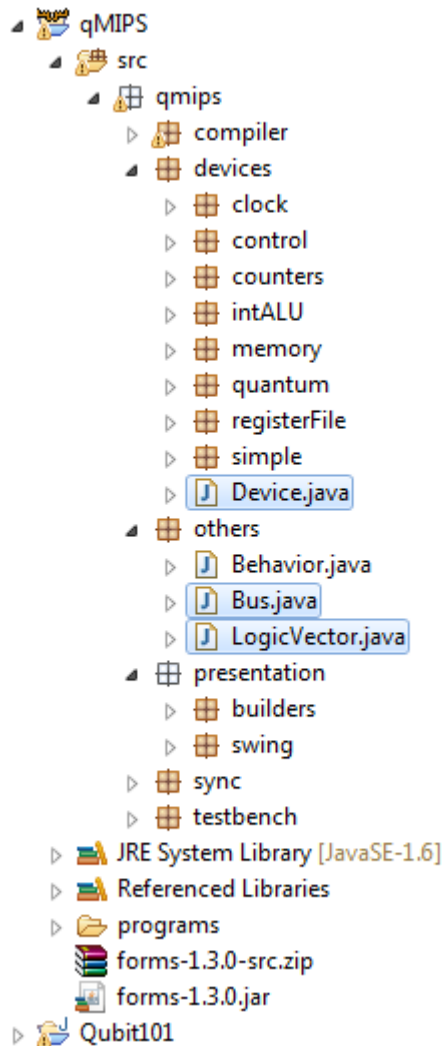 qMIPS
src
qmips
compiler
devices
clock
control
counters
intALU
memory
quantum
registerFile
simple
Device.java
others
Behavior.java
Bus.java
LogicVector.java
presentation
builders
swing
sync
testbench
JRE System Library [JavaSE-1.6]
Referenced Libraries
programs
forms-1.3.0-src.zip
forms-1.3.0.jar
Qubit101